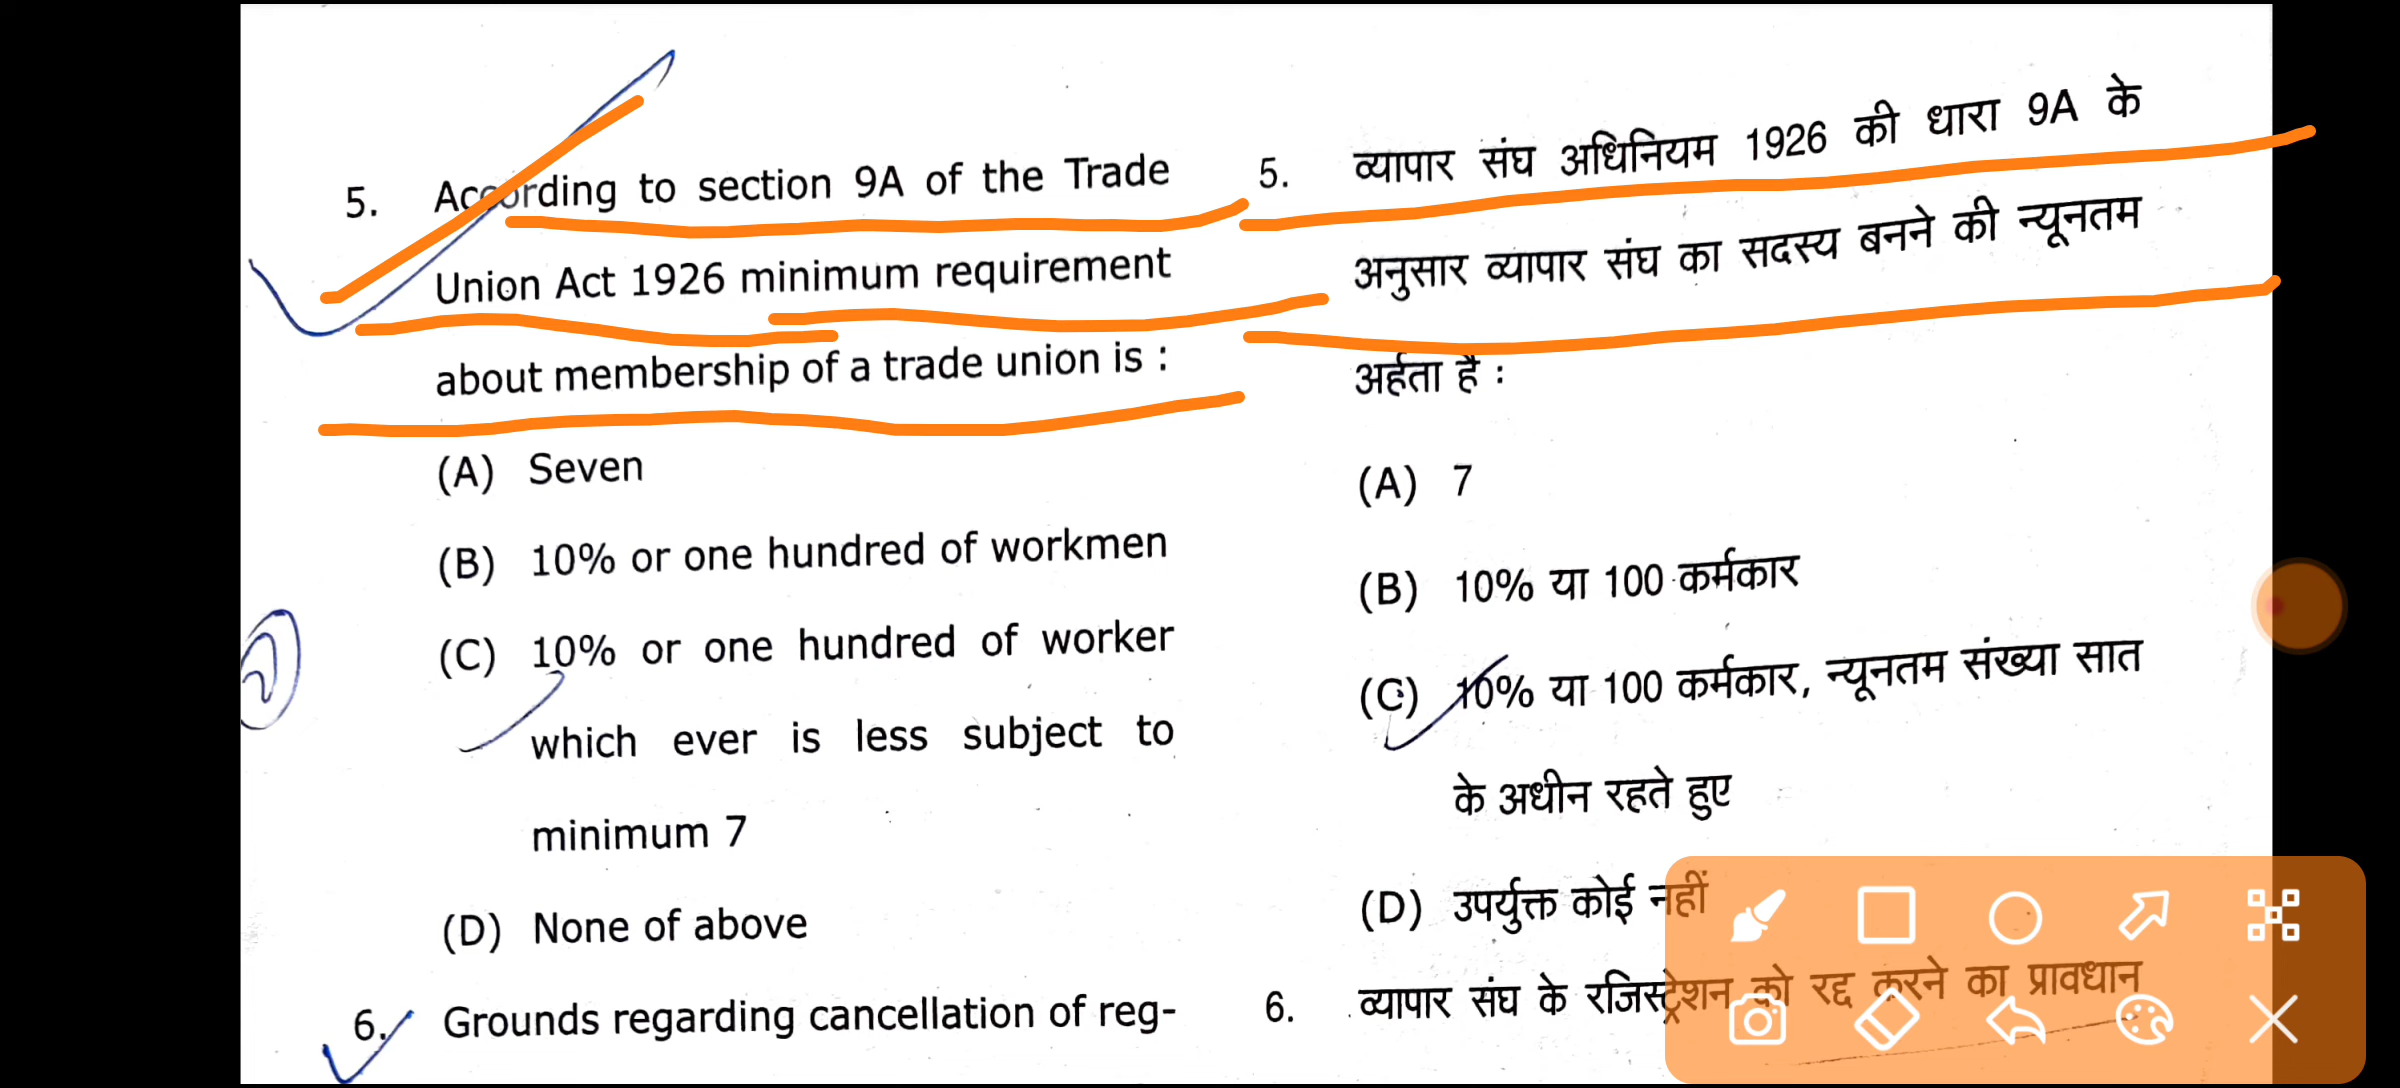 5. According to section 9A of the Trade
Union Act 1926 minimum requirement
about membership of a trade union is :
(A) Seven
(B) 10% or one hundred of workmen
(C) 10% or one hundred of worker
which ever is less subject to
minimum 7
(D) None of above
6. Grounds regarding cancellation of reg-
5. व्यापार संघ अधिनियम 1926 की धारा 9A के
अनुसार व्यापार संघ का सदस्य बनने की न्यूनतम
अर्हता है :
(A) 7
(B) 10% या 100 कर्मकार
(C) 10% या 100 कर्मकार, न्यूनतम संख्या सात
के अधीन रहते हुए
(D) उपर्युक्त कोई नहीं
6. व्यापार संघ के रजिस्ट्रेशन को रद्द करने का प्रावधान